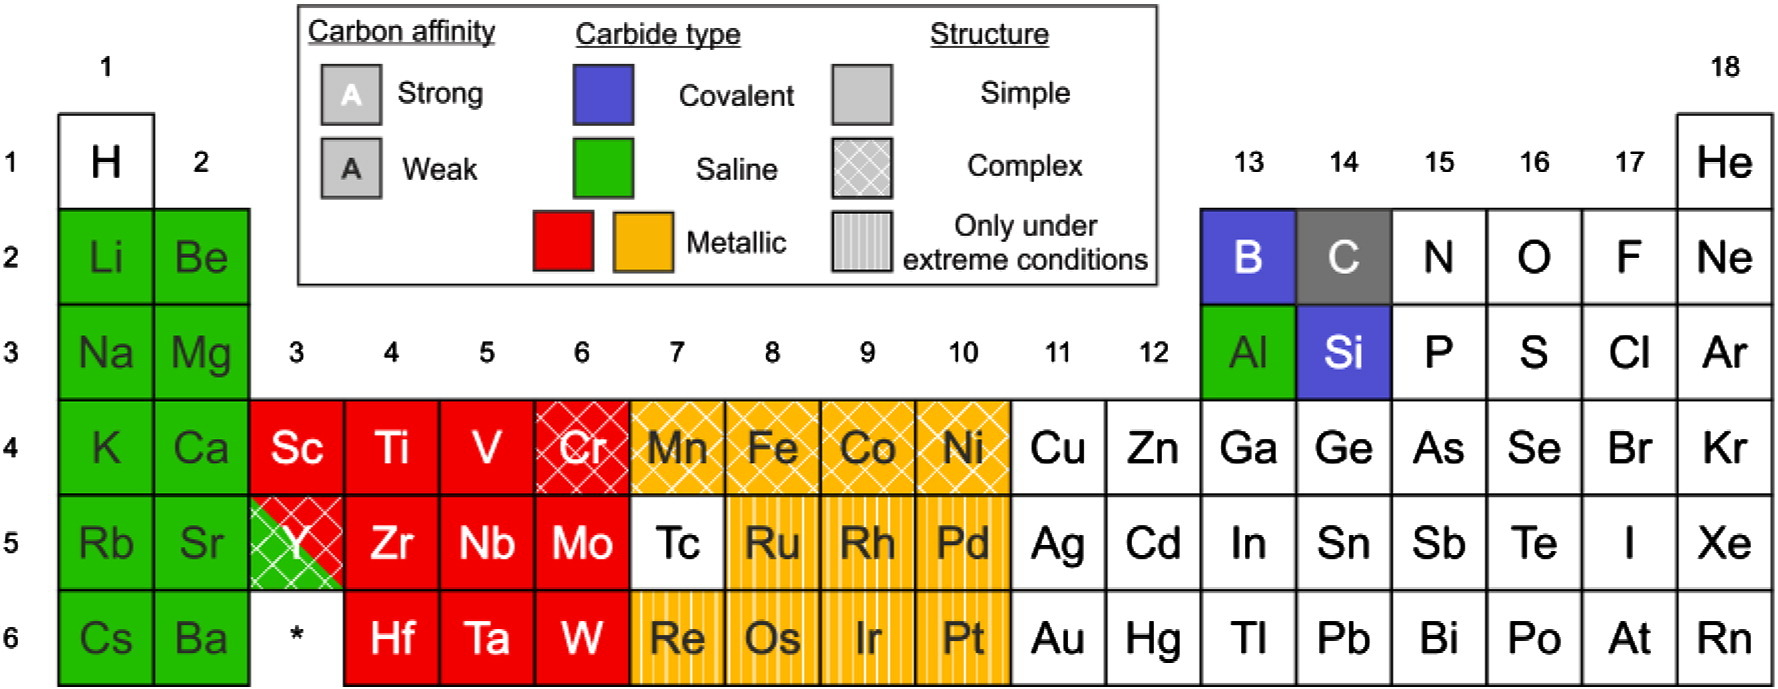 Carbon affinity Carbide type Structure
1 A Strong Covalent Simple 18
1 H 2 A Weak Saline Complex 13 14 15 16 17 He
2 Li Be Metallic Only under extreme conditions B C N O F Ne
3 Na Mg 3 4 5 6 7 8 9 10 11 12 Al Si P S Cl Ar
4 K Ca Sc Ti V Cr Mn Fe Co Ni Cu Zn Ga Ge As Se Br Kr
5 Rb Sr Y Zr Nb Mo Tc Ru Rh Pd Ag Cd In Sn Sb Te I Xe
6 Cs Ba * Hf Ta W Re Os Ir Pt Au Hg Tl Pb Bi Po At Rn